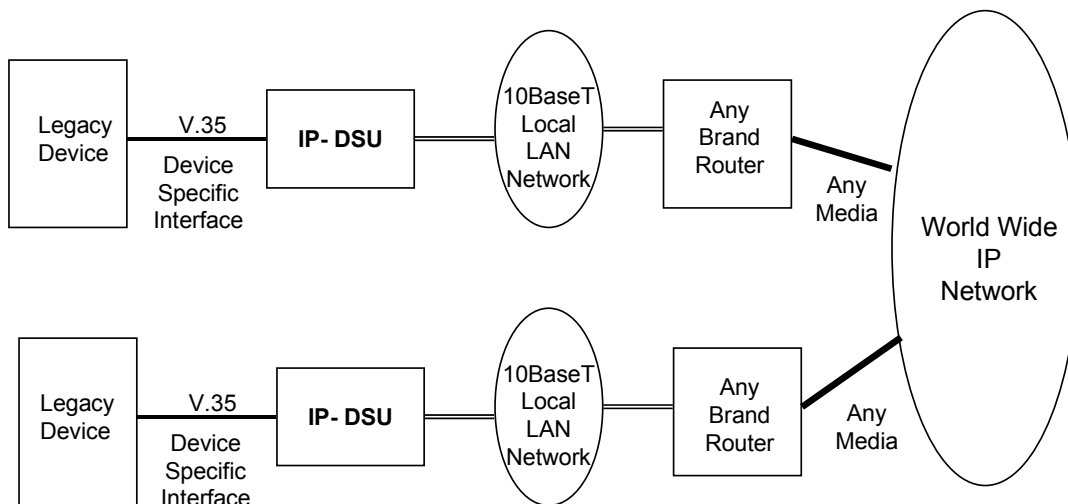 Legacy
Device
V.35
Device
Specific
Interface
IP- DSU
10BaseT
Local
LAN
Network
Any
Brand
Router
Any
Media
World Wide
IP
Network
Legacy
Device
V.35
Device
Specific
Interface
IP- DSU
10BaseT
Local
LAN
Network
Any
Brand
Router
Any
Media